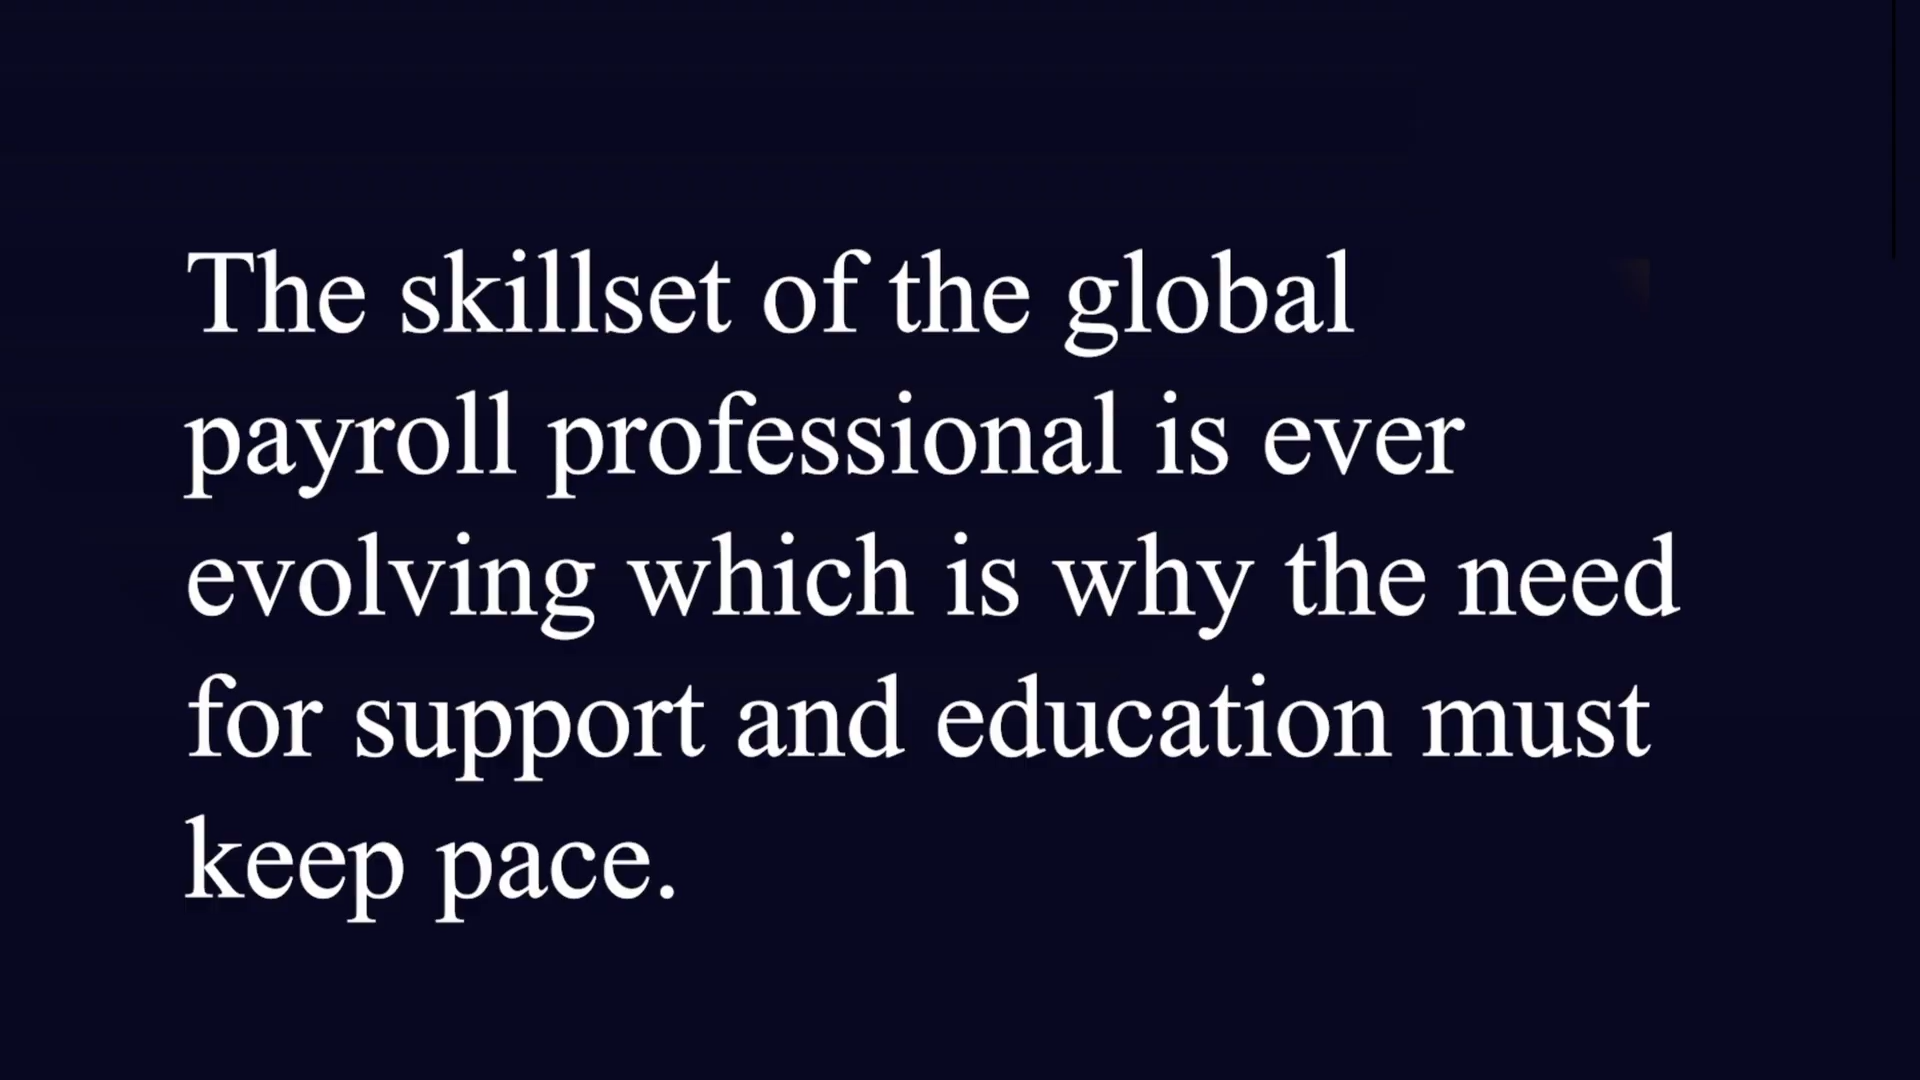 The skillset of the global
payroll professional is ever
evolving which is why the need
for support and education must
keep pace.